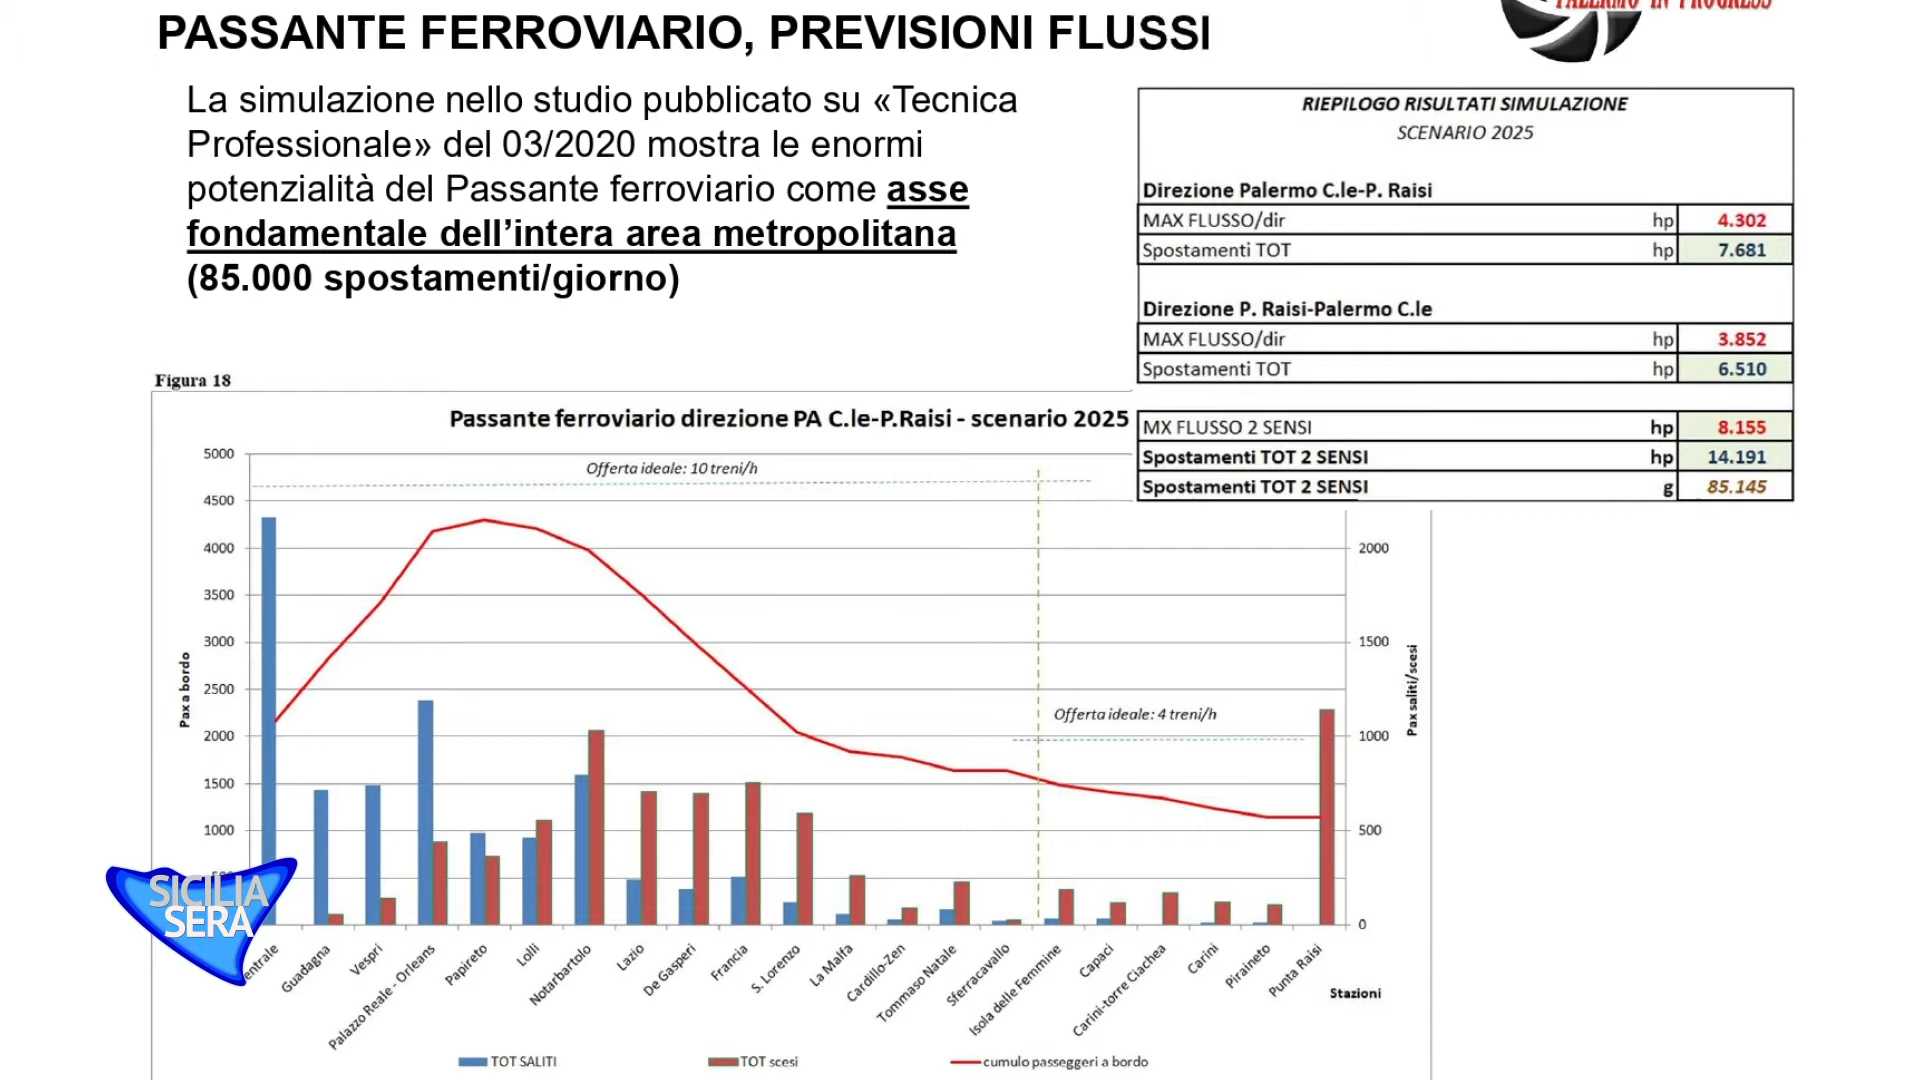 PASSANTE FERROVIARIO, PREVISIONI FLUSSI
PALERMO IN PROGRESS
La simulazione nello studio pubblicato su «Tecnica
Professionale» del 03/2020 mostra le enormi
potenzialità del Passante ferroviario come asse
fondamentale dell’intera area metropolitana
(85.000 spostamenti/giorno)
RIEPILOGO RISULTATI SIMULAZIONE
SCENARIO 2025
Direzione Palermo C.le-P. Raisi
MAX FLUSSO/dir hp 4.302
Spostamenti TOT hp 7.681
Direzione P. Raisi-Palermo C.le
MAX FLUSSO/dir hp 3.852
Spostamenti TOT hp 6.510
MX FLUSSO 2 SENSI hp 8.155
Spostamenti TOT 2 SENSI hp 14.191
Spostamenti TOT 2 SENSI g 85.145
Figura 18
Passante ferroviario direzione PA C.le-P.Raisi - scenario 2025
Offerta ideale: 10 treni/h
Offerta ideale: 4 treni/h
5000
4500
4000
3500
3000
2500
2000
1500
1000
Pax a bordo
2000
1500
1000
500
0
Pax saliti/scesi
entrale
Guadagna
Vespri
Palazzo Reale - Orleans
Papireto
Lolli
Notarbartolo
Lazio
De Gasperi
Francia
S. Lorenzo
La Malfa
Cardillo-Zen
Tommaso Natale
Sferracavallo
Isola delle Femmine
Capaci
Carini-torre Ciachea
Carini
Piraineto
Punta Raisi
Stazioni
TOT SALITI
TOT scesi
cumulo passeggeri a bordo
SICILIA
SERA